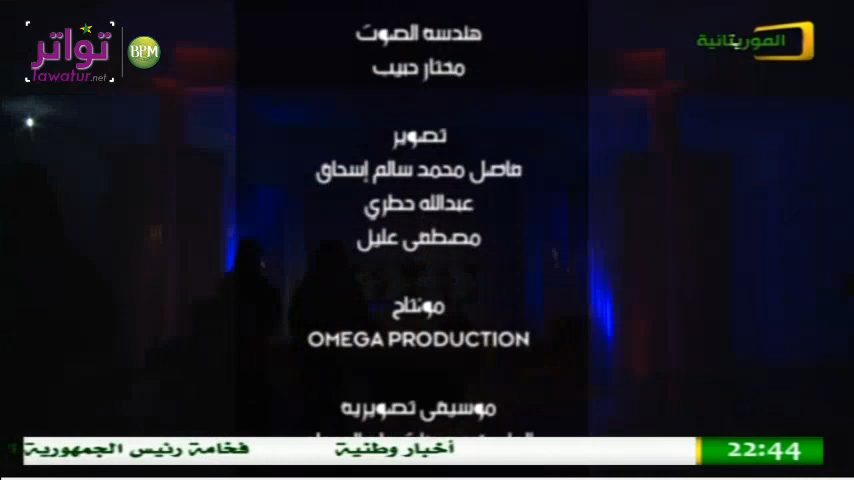 تواتر
Tawatur.net
BPM
الموريتانية
هندسة الصوت
مختار حبيب
تصوير
فاضل محمد سالم إسحاق
عبدالله خطري
مصطفى عليل
مونتاج
OMEGA PRODUCTION
موسيقى تصويرية
22:44
أخبار وطنية
فخامة رئيس الجمهورية